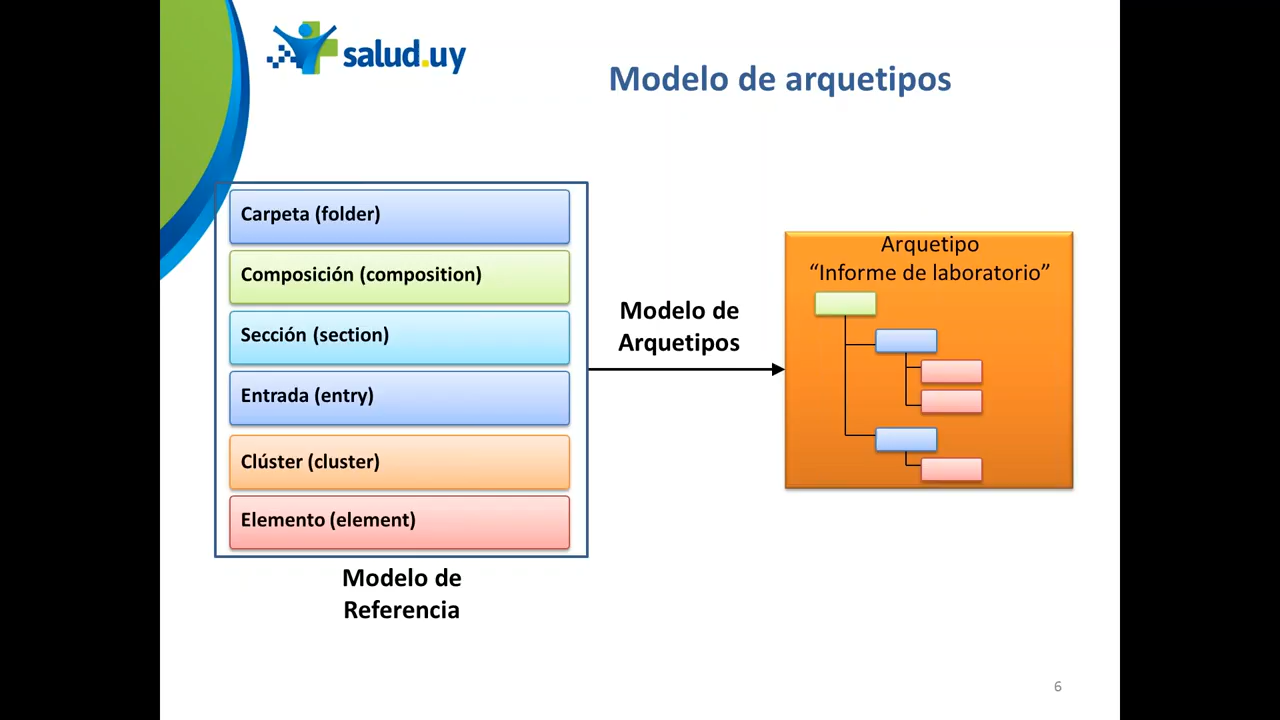 salud.uy
Modelo de arquetipos
Carpeta (folder)
Composición (composition)
Sección (section)
Entrada (entry)
Clúster (cluster)
Elemento (element)
Modelo de
Referencia
Modelo de
Arquetipos
Arquetipo
“Informe de laboratorio”
6